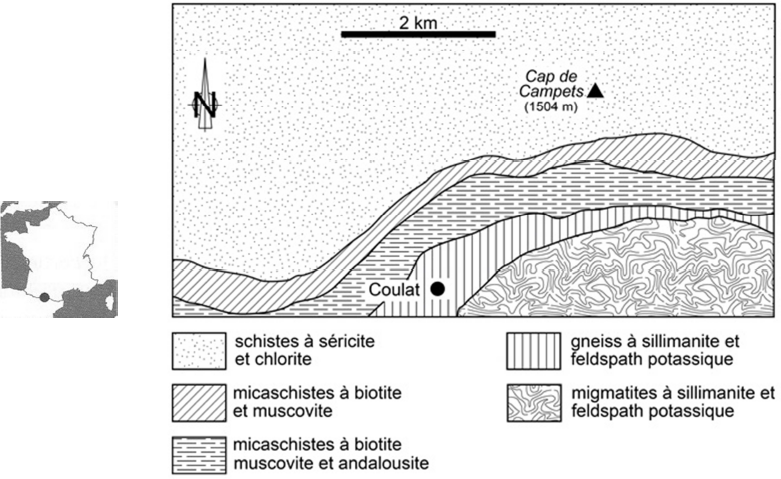 2 km
N
Cap de
Campets
(1504 m)
Coulat
schistes à séricite
et chlorite
micaschistes à biotite
et muscovite
micaschistes à biotite
muscovite et andalousite
gneiss à sillimanite et
feldspath potassique
migmatites à sillimanite et
feldspath potassique